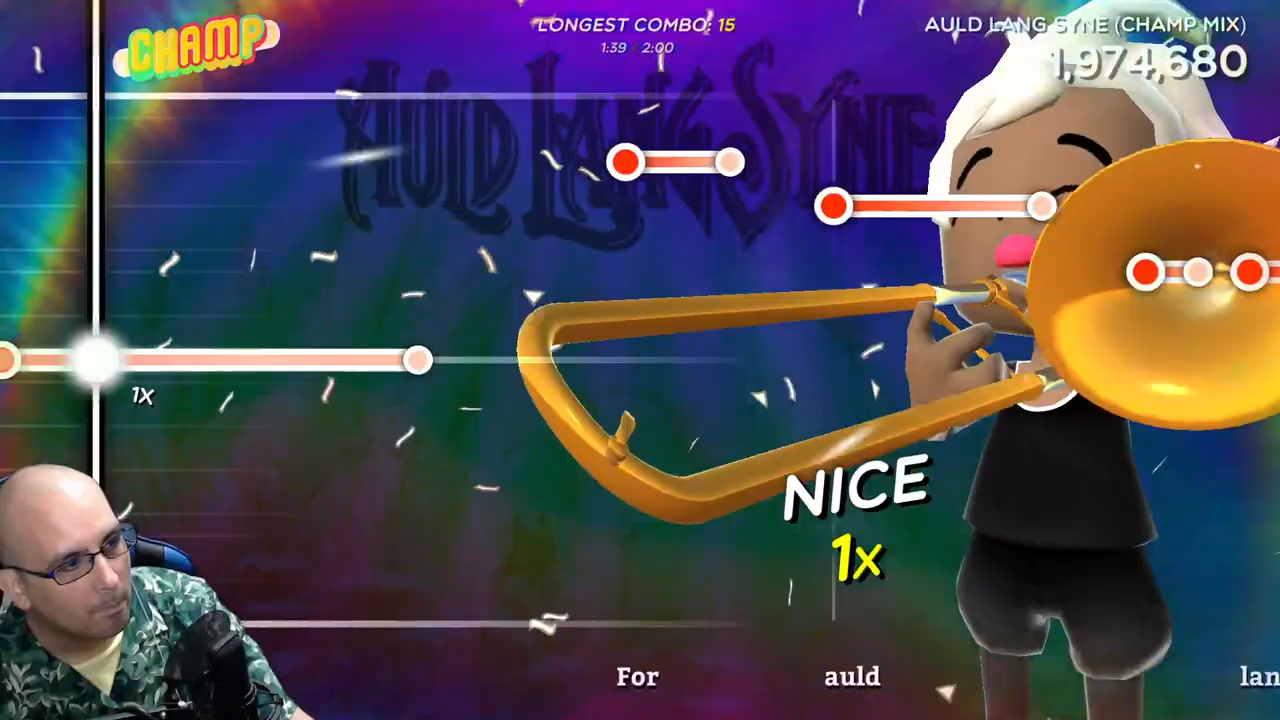 CHAMP
LONGEST COMBO: 15
1:39 / 2:00
AULD LANG SYNE (CHAMP MIX)
1,974,680
AULD LANG SYNE
1X
NICE
1x
For auld lan